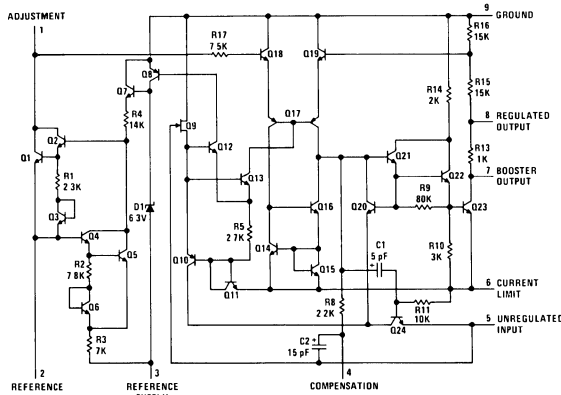 ADJUSTMENT
1
9
GROUND
R17
7 5K
Q18
Q19
R16
15K
Q8
Q7
R4
14K
R14
2K
R15
15K
Q17
8
REGULATED
OUTPUT
Q9
Q2
Q1
Q12
Q21
R13
1K
Q13
Q22
7
BOOSTER
OUTPUT
R1
2 3K
R9
80K
D1
6 3V
Q16
Q20
Q23
Q3
R5
2 7K
Q4
Q5
Q14
C1
5 pF
R10
3K
R2
7 8K
Q10
Q15
+
Q11
6
CURRENT
LIMIT
Q6
R8
2 2K
R11
10K
Q24
5
UNREGULATED
INPUT
R3
7K
C2
+
15 pF
2
REFERENCE
3
REFERENCE
4
COMPENSATION